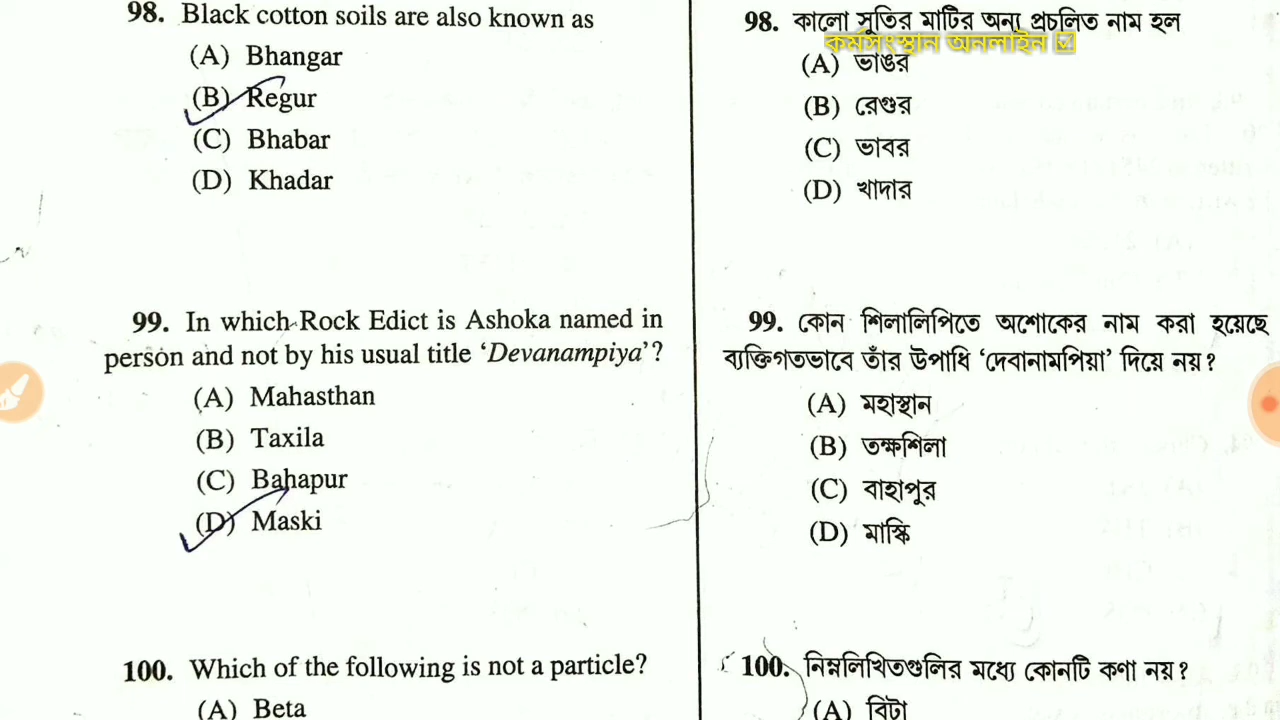 98. Black cotton soils are also known as
(A) Bhangar
(B) Regur
(C) Bhabar
(D) Khadar
99. In which Rock Edict is Ashoka named in
person and not by his usual title ‘Devanampiya’?
(A) Mahasthan
(B) Taxila
(C) Bahapur
(D) Maski
100. Which of the following is not a particle?
(A) Beta
98. কালো সুতির মাটির অন্য প্রচলিত নাম হল
কর্মসংস্থান অনলাইন ☑
(A) ভাঙর
(B) রেগুর
(C) ভাবর
(D) খাদার
99. কোন শিলালিপিতে অশোকের নাম করা হয়েছে
ব্যক্তিগতভাবে তাঁর উপাধি ‘দেবানামপিয়া’ দিয়ে নয় ?
(A) মহাস্থান
(B) তক্ষশিলা
(C) বাহাপুর
(D) মাস্কি
100. নিম্নলিখিতগুলির মধ্যে কোনটি কণা নয় ?
(A) বিটা